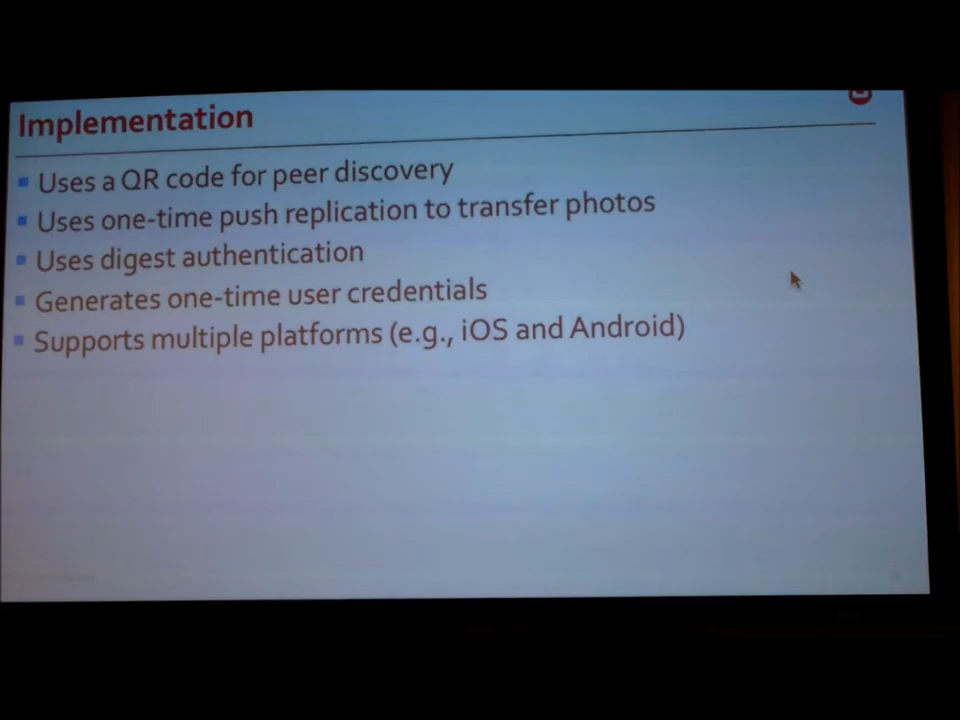 Implementation
Uses a QR code for peer discovery
Uses one-time push replication to transfer photos
Uses digest authentication
Generates one-time user credentials
Supports multiple platforms (e.g., iOS and Android)